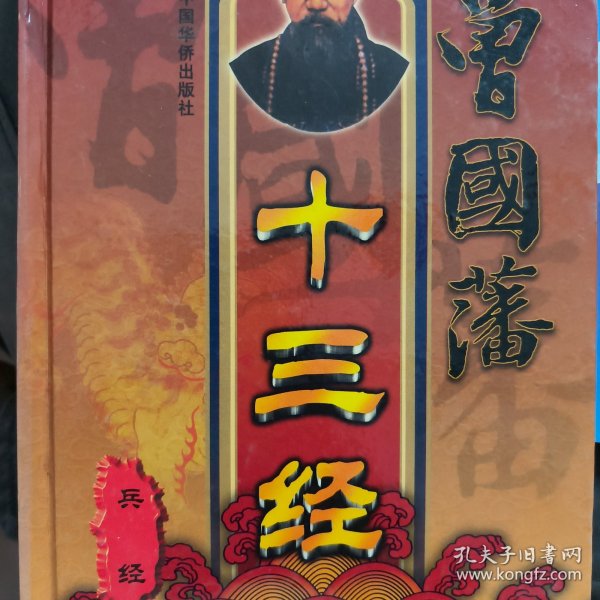 曾國藩
十三经
中国华侨出版社
兵经
孔夫子旧书网
www.kongfz.com